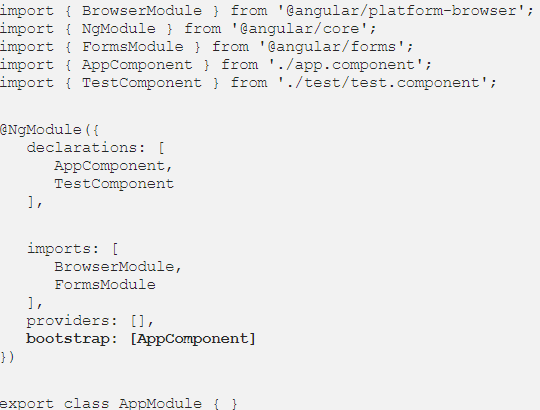 import { BrowserModule } from '@angular/platform-browser';
import { NgModule } from '@angular/core';
import { FormsModule } from '@angular/forms';
import { AppComponent } from './app.component';
import { TestComponent } from './test/test.component';
@NgModule({
   declarations: [
      AppComponent,
      TestComponent
   ],
   imports: [
      BrowserModule,
      FormsModule
   ],
   providers: [],
   bootstrap: [AppComponent]
})
export class AppModule { }